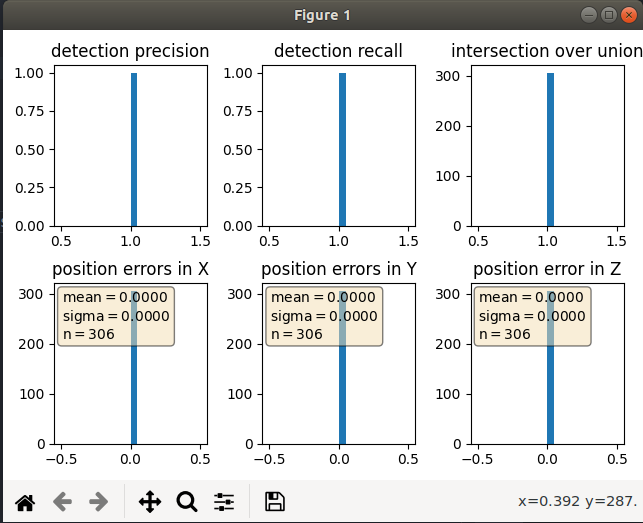 Figure 1
detection precision
detection recall
intersection over union
1.00
0.75
0.50
0.25
0.00
0.5 1.0 1.5
1.00
0.75
0.50
0.25
0.00
0.5 1.0 1.5
300
200
100
0
0.5 1.0 1.5
position errors in X
position errors in Y
position error in Z
300
200
100
0
mean = 0.0000
sigma = 0.0000
n = 306
−0.5 0.0 0.5
300
200
100
0
mean = 0.0000
sigma = 0.0000
n = 306
−0.5 0.0 0.5
300
200
100
0
mean = 0.0000
sigma = 0.0000
n = 306
−0.5 0.0 0.5
x=0.392 y=287.